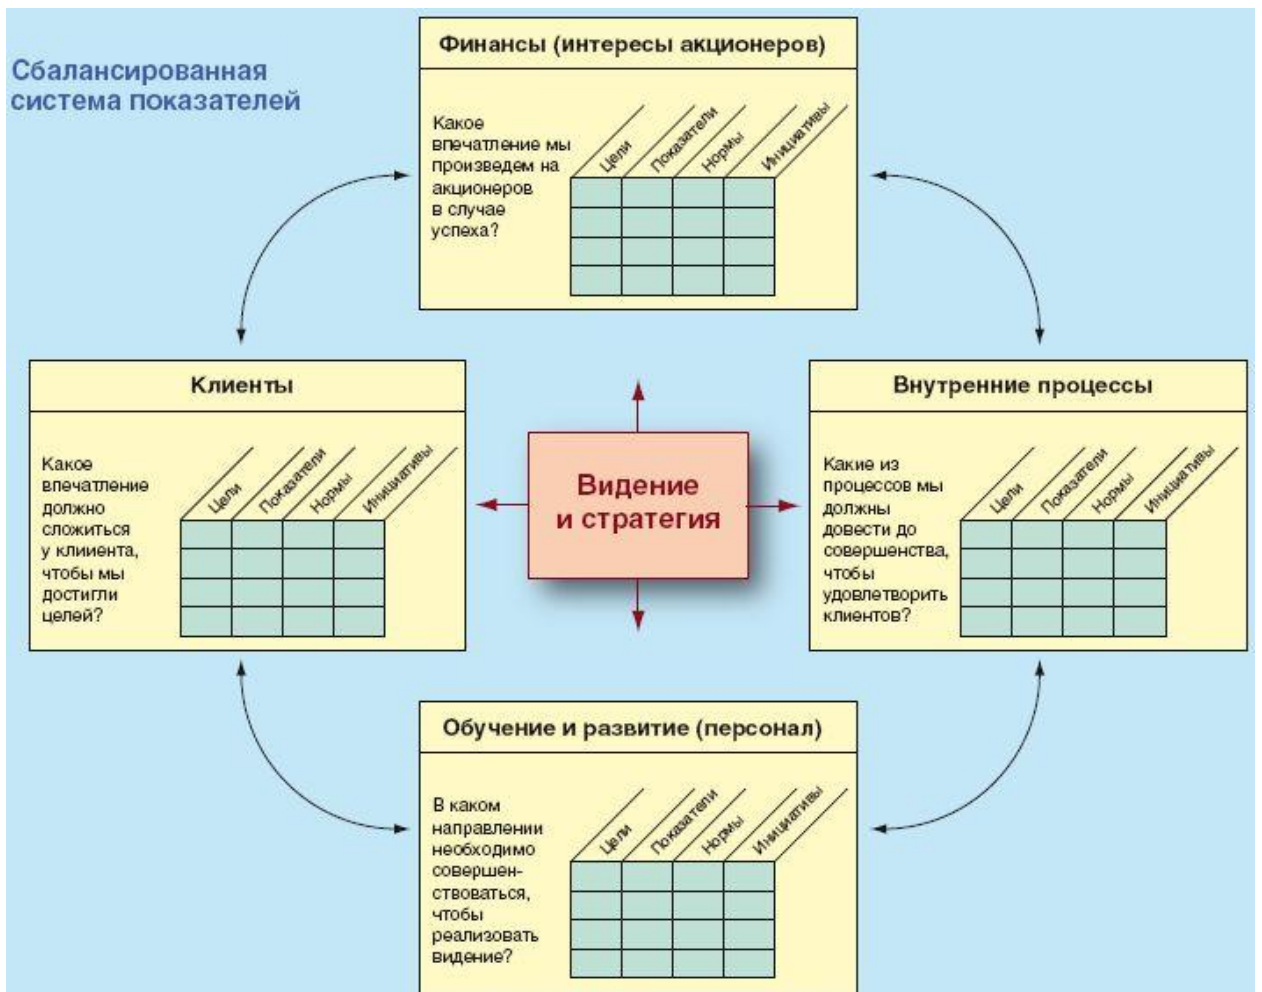 Сбалансированная
система показателей
Финансы (интересы акционеров)
Какое
впечатление мы
произведем на
акционеров
в случае
успеха?
Цели
Показатели
Нормы
Инициативы
Клиенты
Какое
впечатление
должно
сложиться
у клииента,
чтобы мы
достигли
целей?
Цели
Показатели
Нормы
Инициативы
Видение
и стратегия
Внутренние процессы
Какие из
процессов мы
должны
довести до
совершенства,
чтобы
удовлетворить
клиентов?
Цели
Показатели
Нормы
Инициативы
Обучение и развитие (персонал)
В каком
направлении
необходимо
совершен-
ствоваться,
чтобы
реализовать
видение?
Цели
Показатели
Нормы
Инициативы